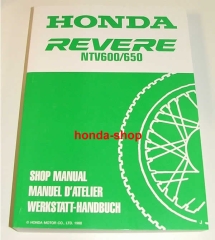 HONDA
REVERE
NTV600/650
honda-shop
SHOP MANUAL
MANUEL D'ATELIER
WERKSTATT-HANDBUCH